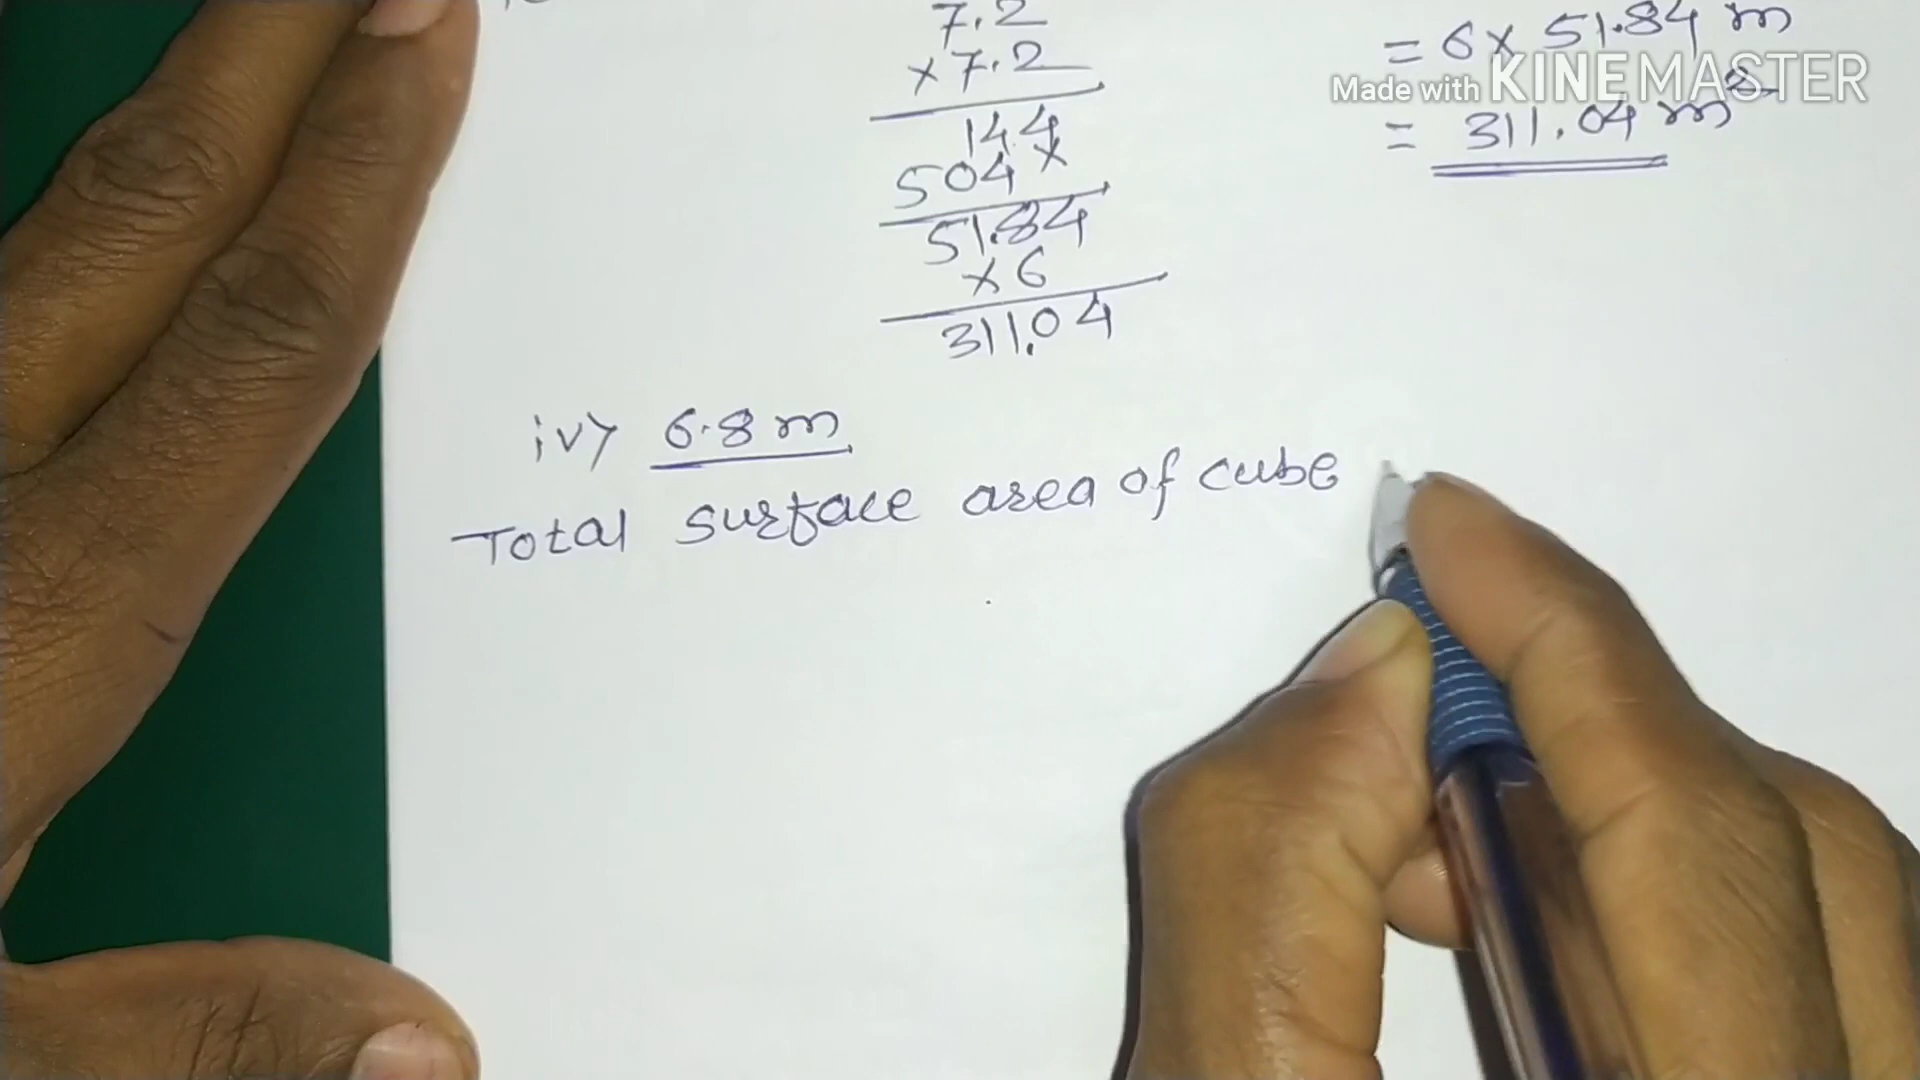 7.2
× 7.2
144
504 ×
51.84
× 6
311.04
= 6 × 51.84 m
= 311.04 m²
Made with KINEMASTER
iv) 6.8 m
Total surface area of cube